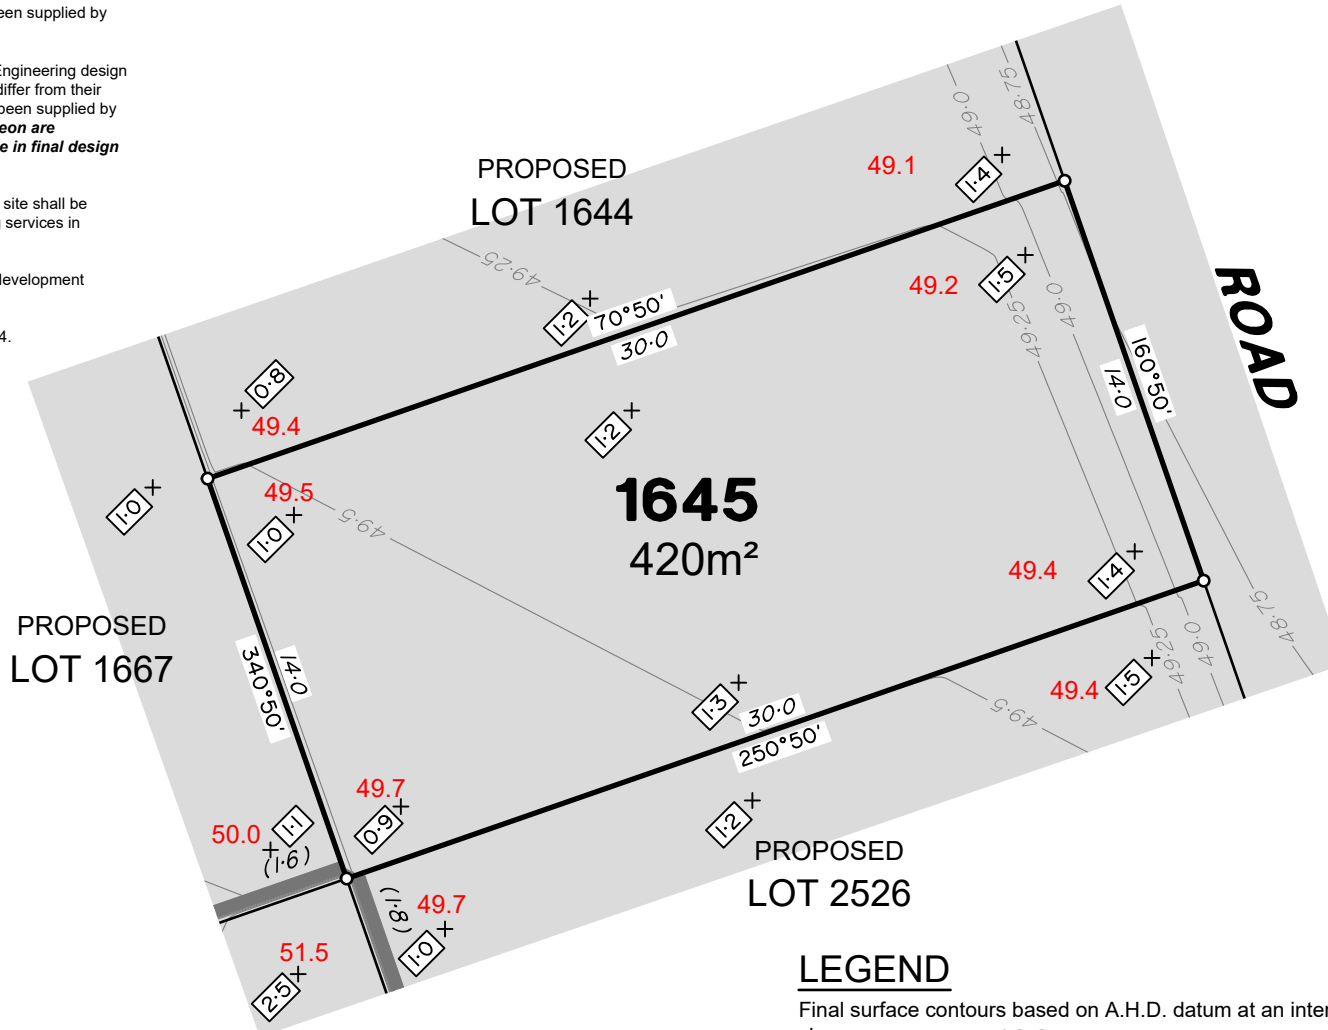 een supplied by
Engineering design
differ from their
been supplied by
eon are
e in final design
site shall be
g services in
development
4.
48·75
49·0
49.1
1·4
PROPOSED
LOT 1644
49·25
49.2
1·5
1·2
70°50'
30·0
49·25
49·0
ROAD
160°50'
14·0
0·8
49.4
1·2
49.5
1·0
1·0
49·5
1645
420m²
49.4
1·4
PROPOSED
LOT 1667
340°50'
14·0
48·75
49·0
49·25
49.4
1·5
49·5
1·3
30·0
250°50'
49.7
0·9
50.0
1·1
(1·6)
1·2
PROPOSED
LOT 2526
(1·8)
49.7
1·0
51.5
2·5
LEGEND
Final surface contours based on A.H.D. datum at an inter